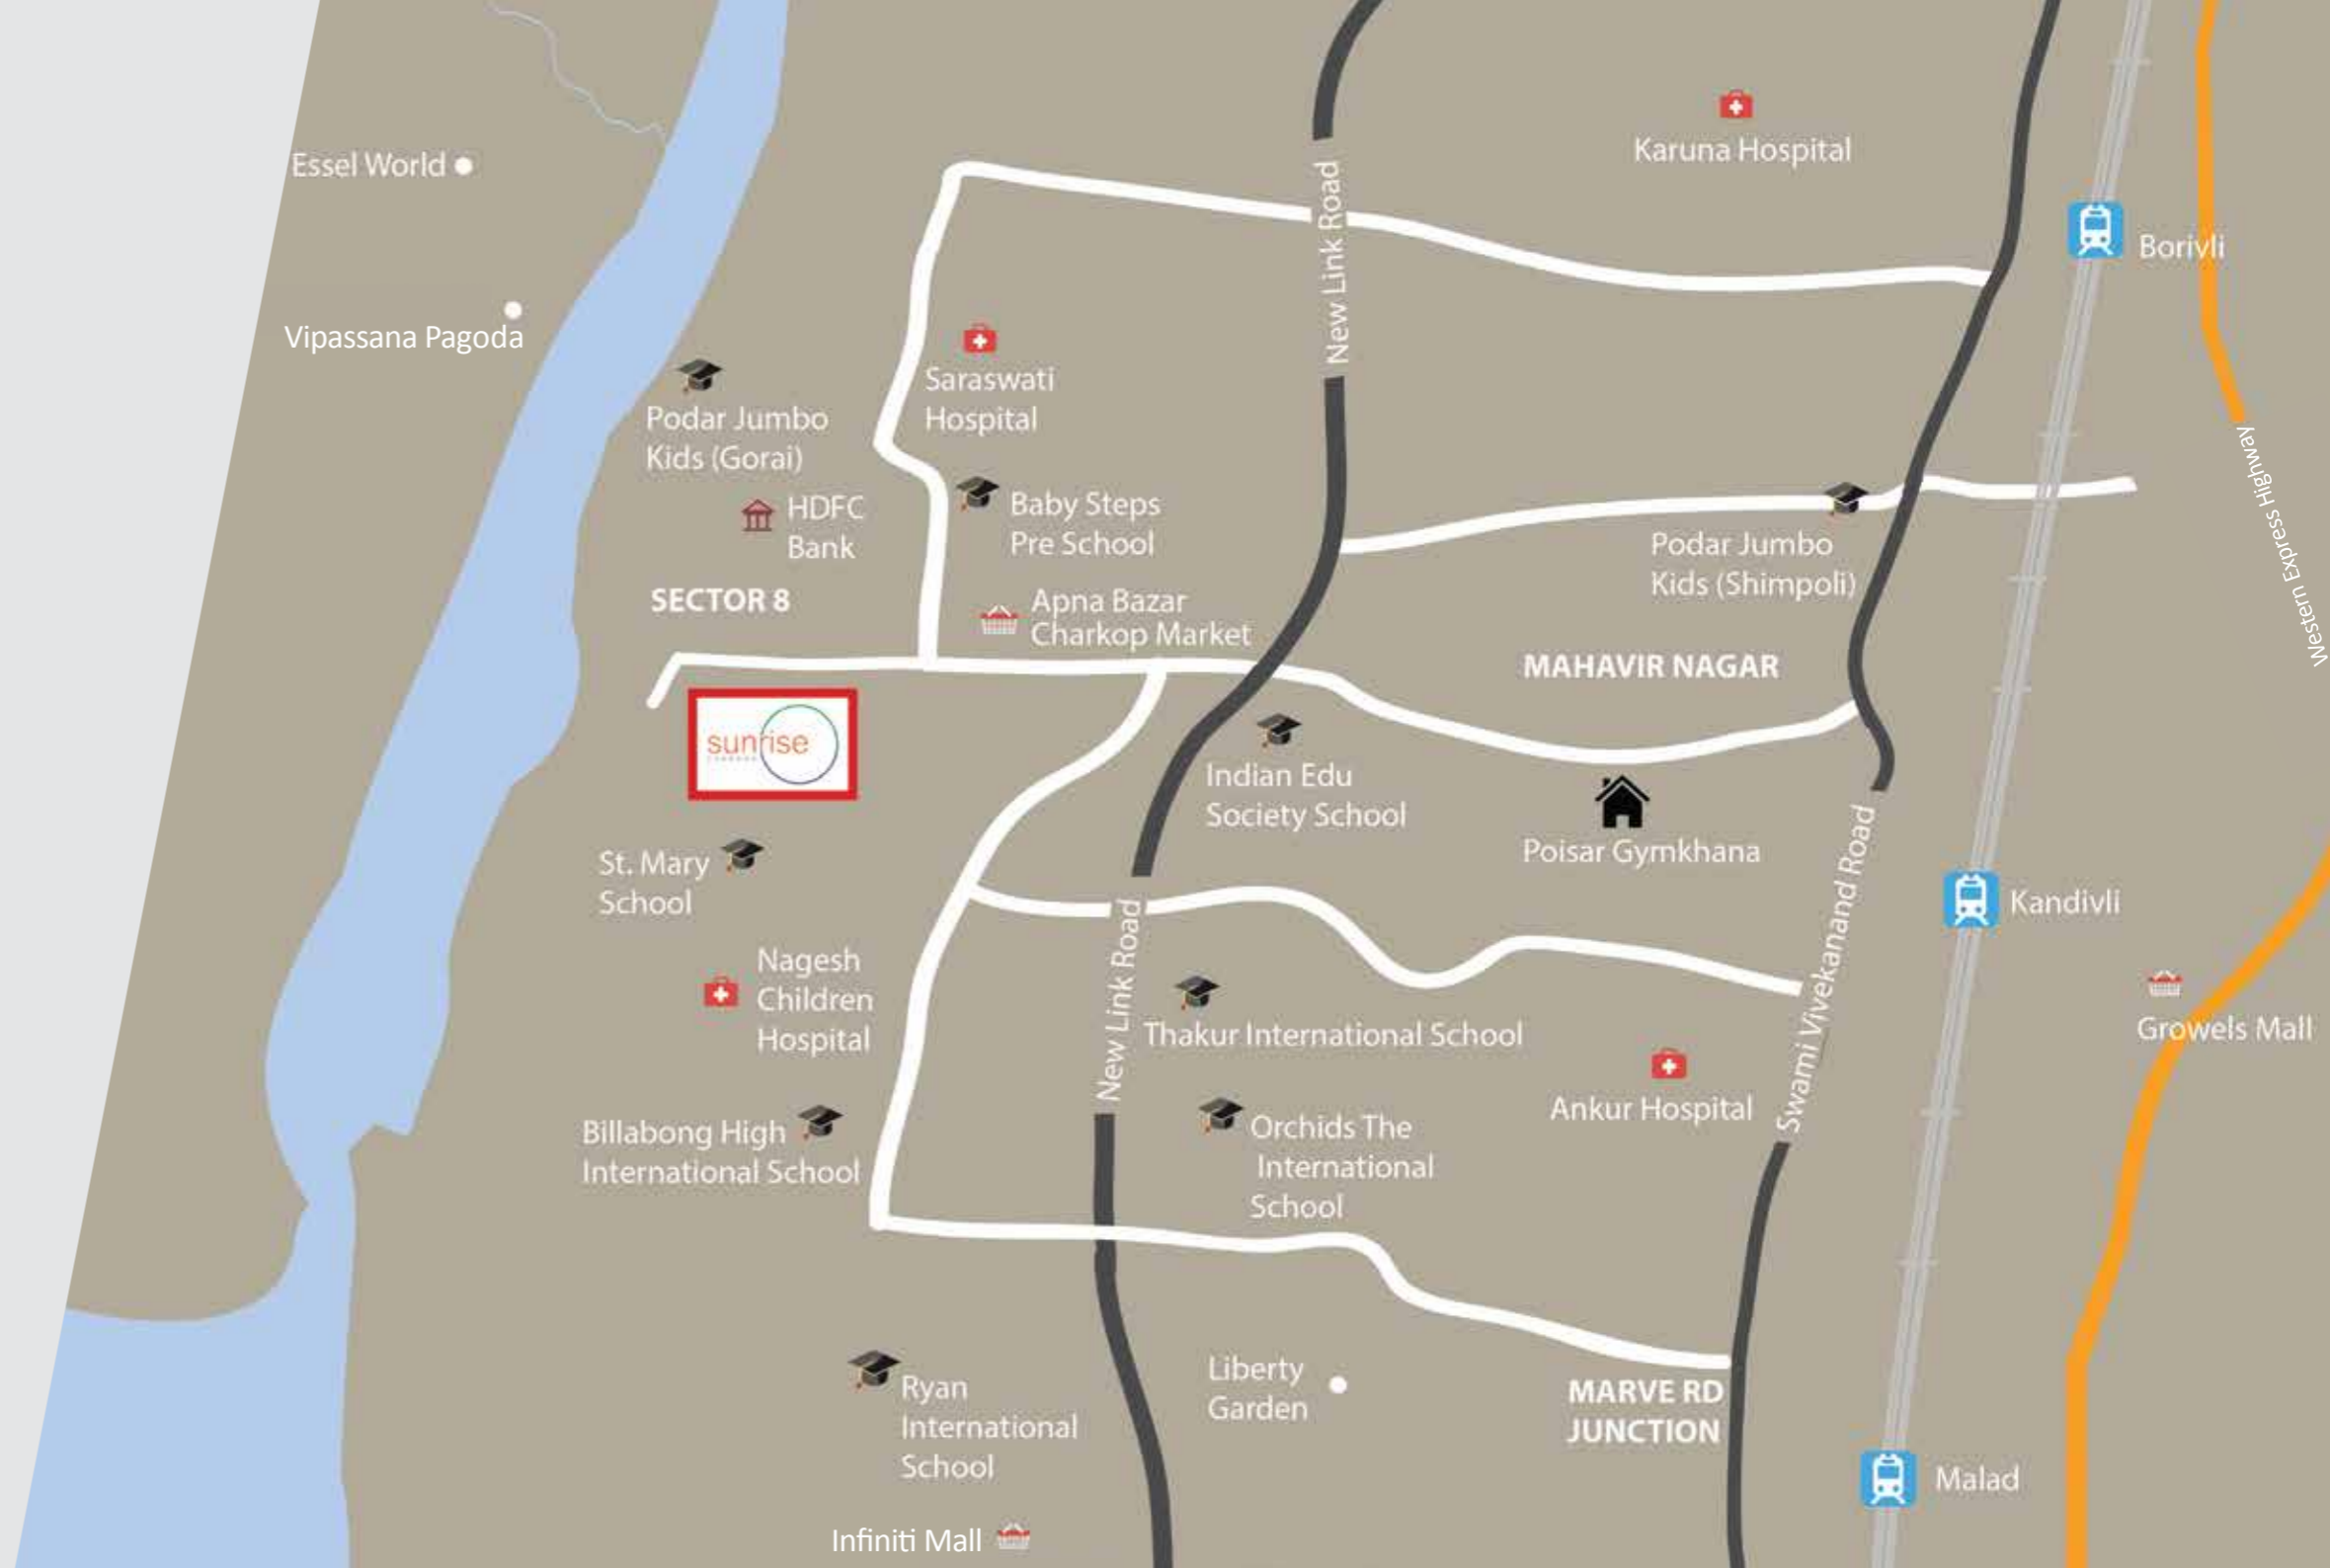 Karuna Hospital
Essel World
New Link Road
Borivli
Vipassana Pagoda
Saraswati
Hospital
Podar Jumbo
Kids (Gorai)
HDFC
Bank
Baby Steps
Pre School
Western Express Highway
Podar Jumbo
Kids (Shimpoli)
SECTOR 8
Apna Bazar
Charkop Market
MAHAVIR NAGAR
sunrise
Indian Edu
Society School
Poisar Gymkhana
St. Mary
School
Swami Vivekanand Road
Kandivli
New Link Road
Nagesh
Children
Hospital
Thakur International School
Growels Mall
Ankur Hospital
Billabong High
International School
Orchids The
International
School
Liberty
Garden
Ryan
International
School
MARVE RD
JUNCTION
Malad
Infiniti Mall